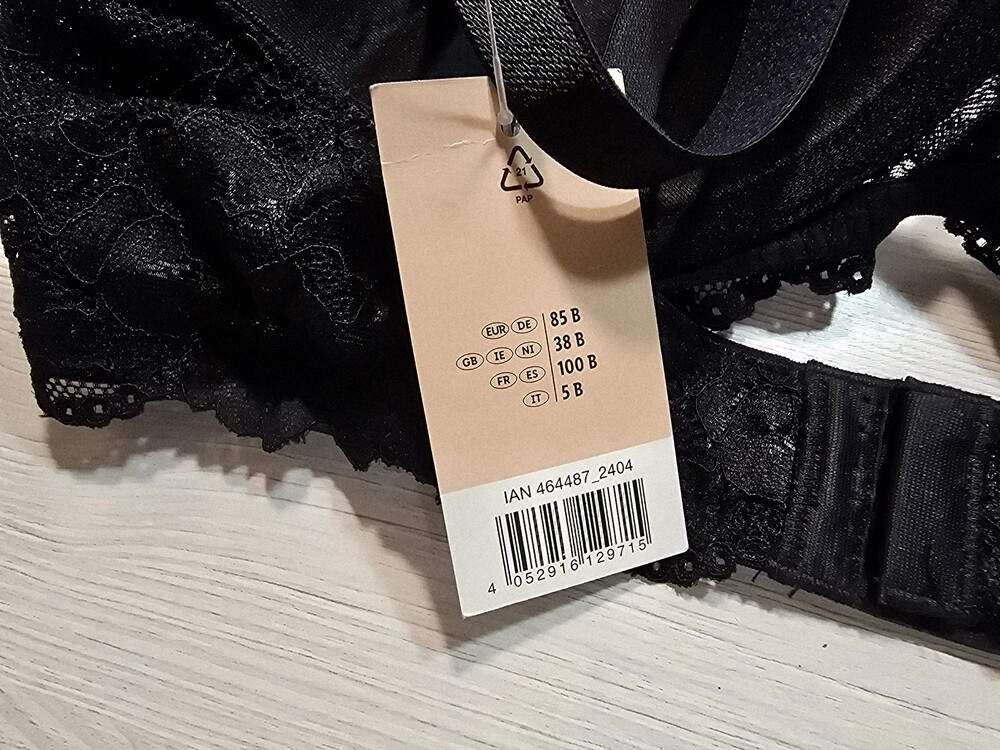 21
PAP
EUR DE 85 B
GB IE NI 38 B
FR ES 100 B
IT 5 B
IAN 464487_2404
4 052916 129715